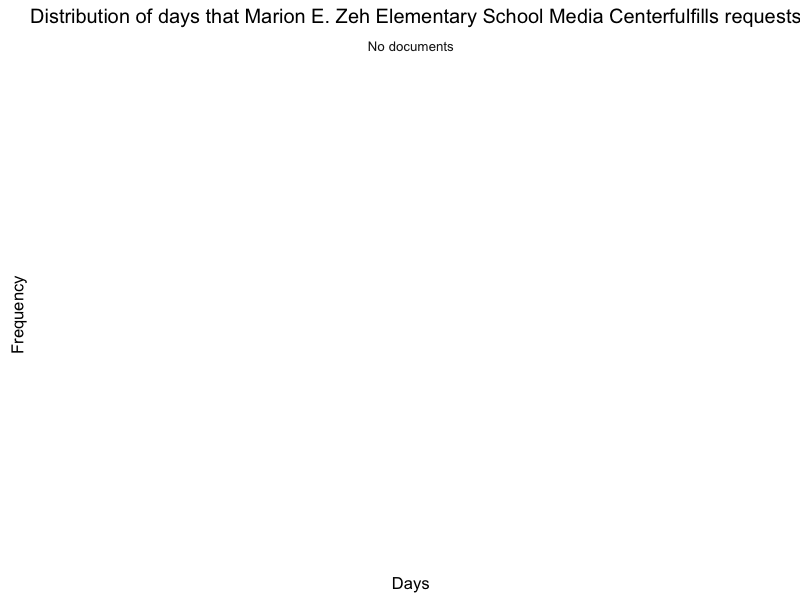 Distribution of days that Marion E. Zeh Elementary School Media Centerfulfills requests
No documents
Frequency
Days